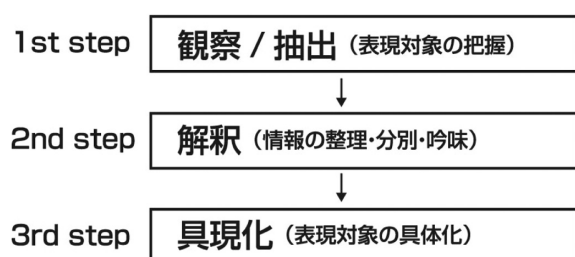 1st step 観察 / 抽出（表現対象の把握）
2nd step 解釈（情報の整理・分別・吟味）
3rd step 具現化（表現対象の具体化）